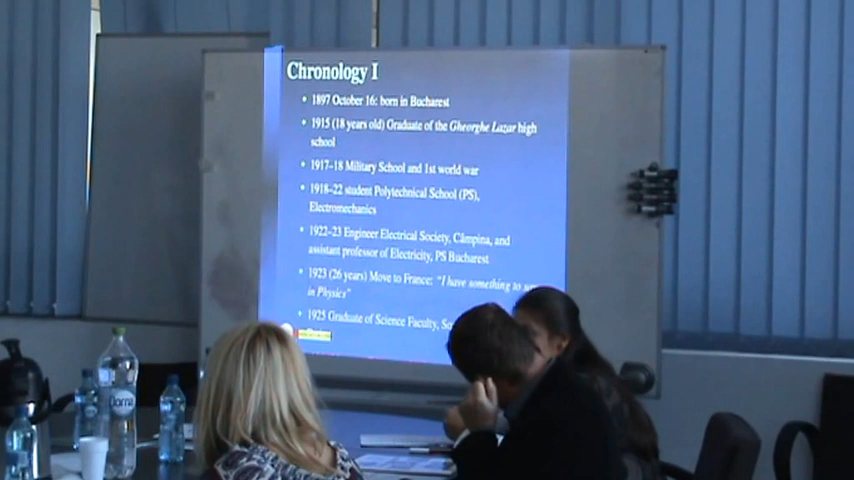 Chronology I
• 1897 October 16: born in Bucharest
• 1915 (18 years old) Graduate of the Gheorghe Lazar high
school
• 1917–18 Military School and 1st world war
• 1918–22 student Polytechnical School (PS),
Electromechanics
• 1922–23 Engineer Electrical Society, Câmpina, and
assistant professor of Electricity, PS Bucharest
• 1923 (26 years) Move to France: "I have something to
in Physics"
• 1925 Graduate of Science Faculty,
Dorna